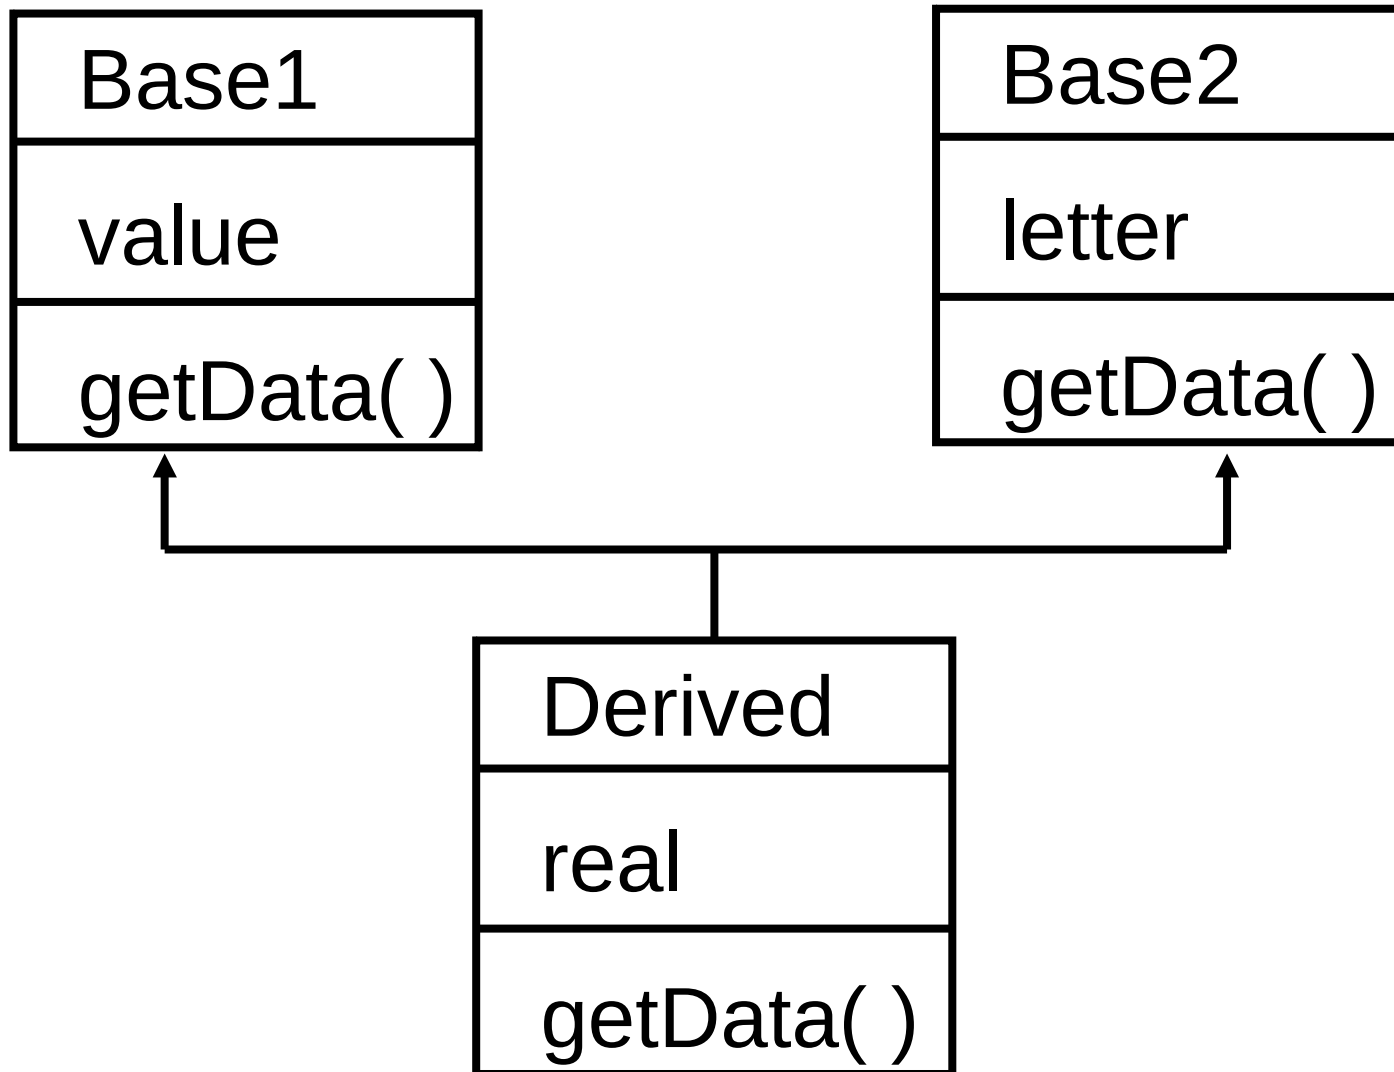 Base1
value
getData( )
Base2
letter
getData( )
Derived
real
getData( )